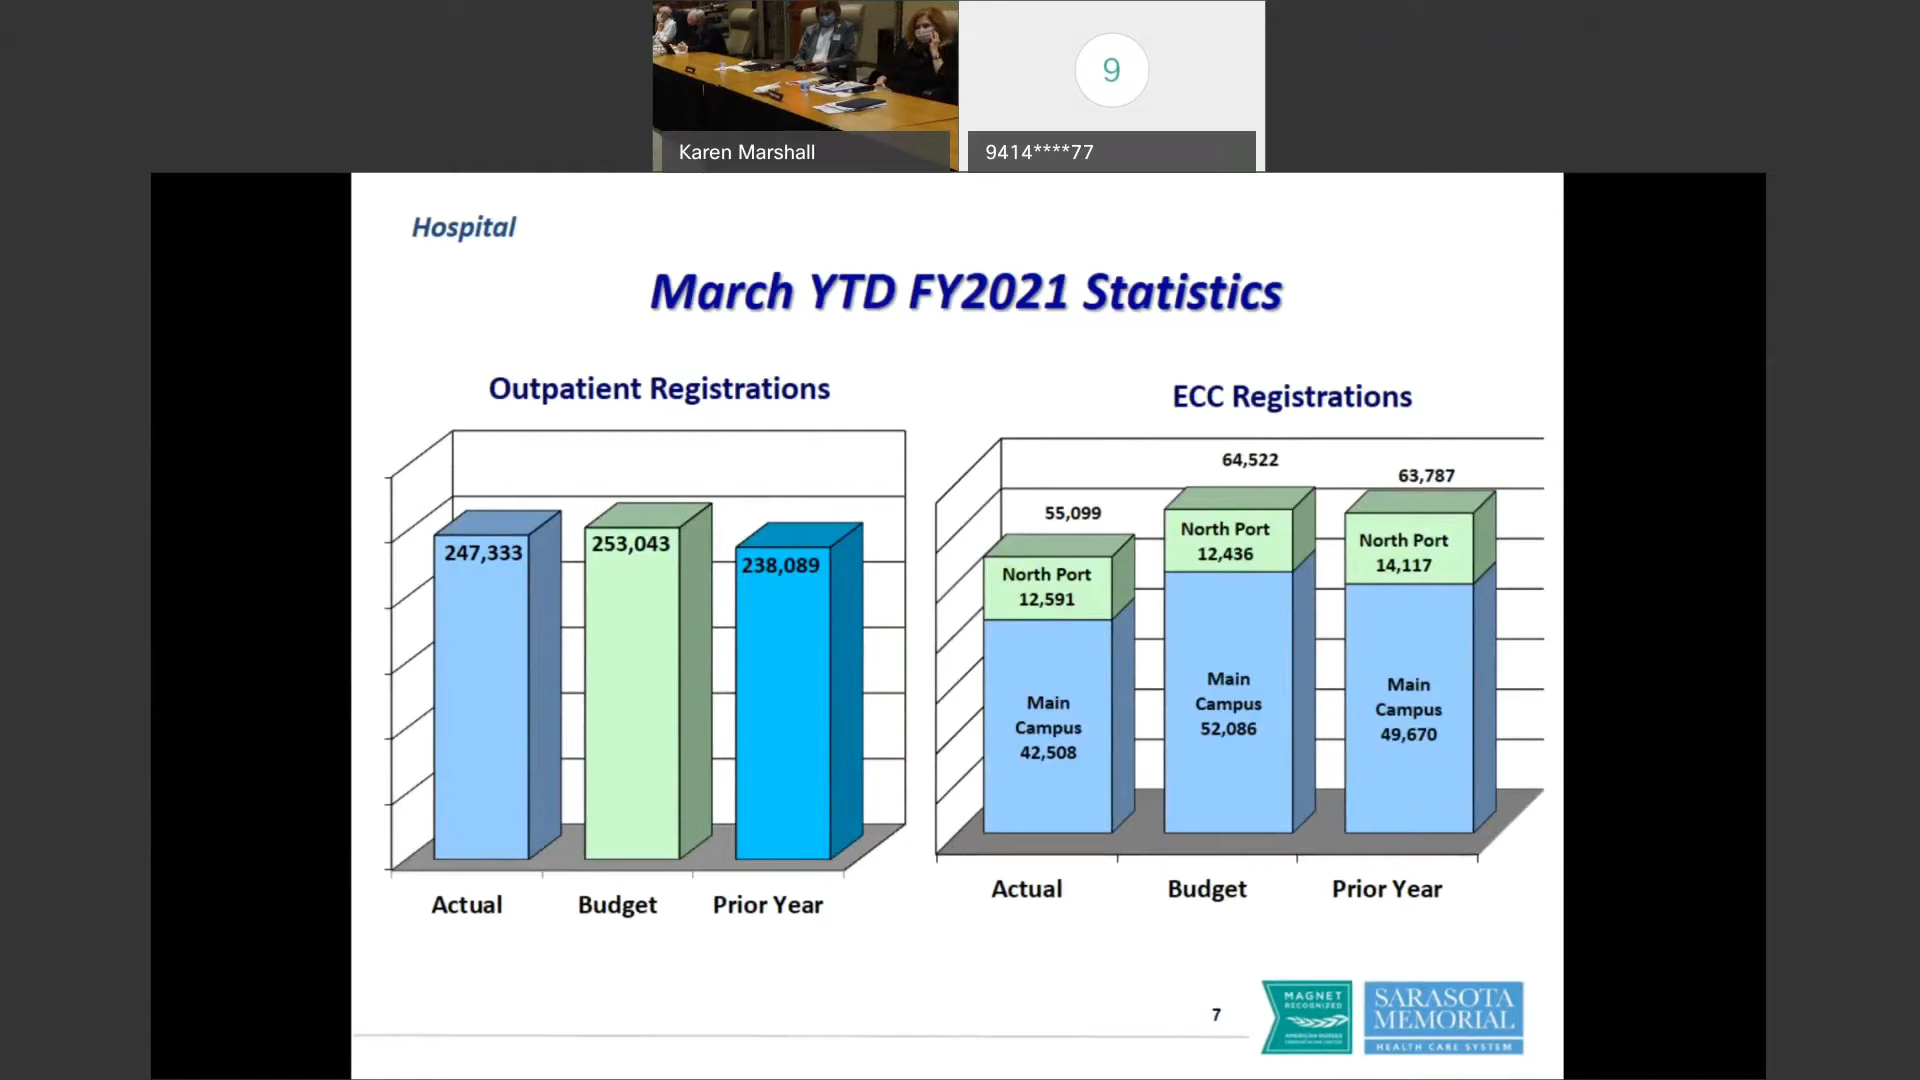 9
Karen Marshall
9414****77
Hospital
March YTD FY2021 Statistics
Outpatient Registrations
247,333
253,043
238,089
Actual
Budget
Prior Year
ECC Registrations
55,099
64,522
63,787
North Port
12,591
North Port
12,436
North Port
14,117
Main
Campus
42,508
Main
Campus
52,086
Main
Campus
49,670
Actual
Budget
Prior Year
7
MAGNET
RECOGNIZED
AMERICAN NURSES
CREDENTIALING CENTER
SARASOTA
MEMORIAL
HEALTH CARE SYSTEM